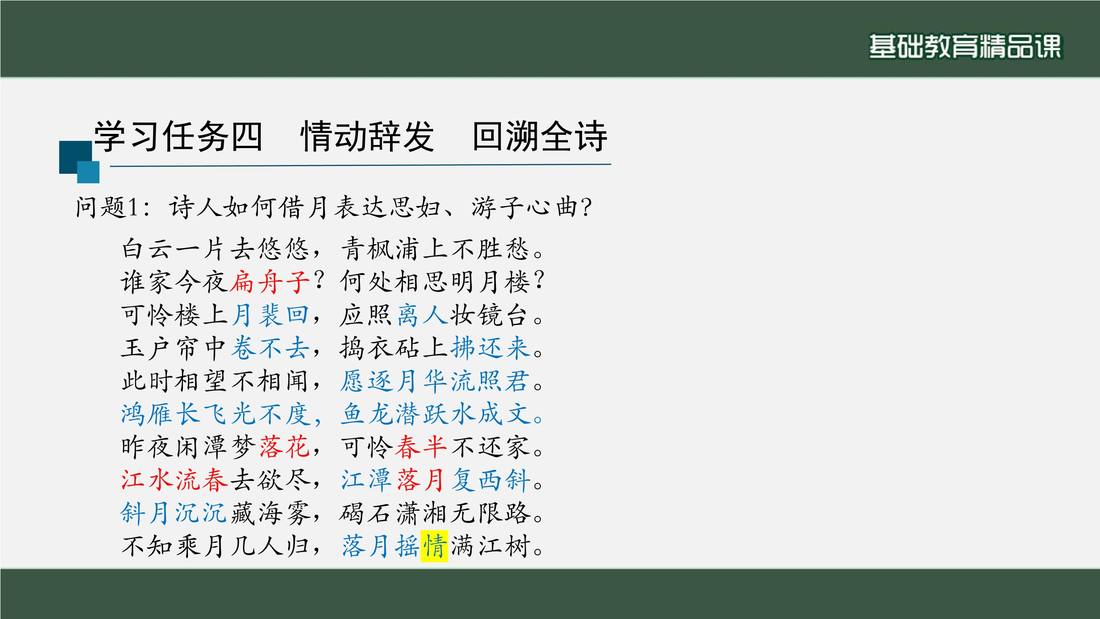 基础教育精品课
学习任务四 情动辞发 回溯全诗
问题1：诗人如何借月表达思妇、游子心曲?
白云一片去悠悠，青枫浦上不胜愁。
谁家今夜扁舟子？何处相思明月楼？
可怜楼上月裴回，应照离人妆镜台。
玉户帘中卷不去，捣衣砧上拂还来。
此时相望不相闻，愿逐月华流照君。
鸿雁长飞光不度，鱼龙潜跃水成文。
昨夜闲潭梦落花，可怜春半不还家。
江水流春去欲尽，江潭落月复西斜。
斜月沉沉藏海雾，碣石潇湘无限路。
不知乘月几人归，落月摇情满江树。